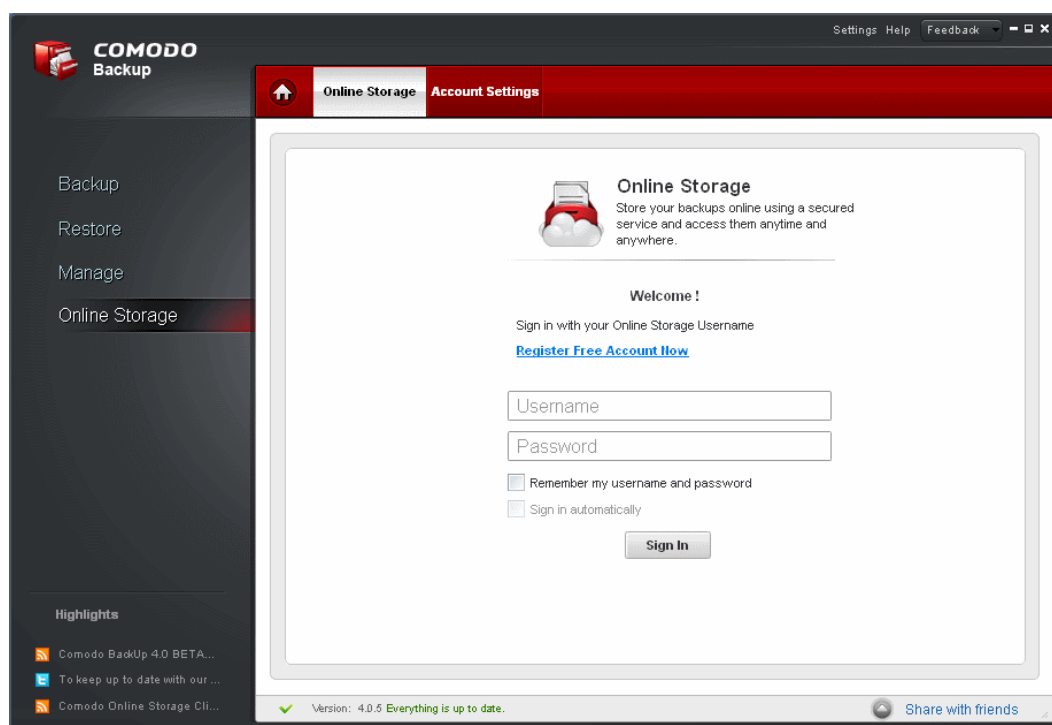 COMODO
Backup
Settings Help Feedback
Online Storage Account Settings
Backup
Restore
Manage
Online Storage
Online Storage
Store your backups online using a secured
service and access them anytime and
anywhere.
Welcome !
Sign in with your Online Storage Username
Register Free Account Now
Username
Password
Remember my username and password
Sign in automatically
Sign In
Highlights
Comodo BackUp 4.0 BETA...
To keep up to date with our ...
Comodo Online Storage Cli...
Version: 4.0.5 Everything is up to date.
Share with friends